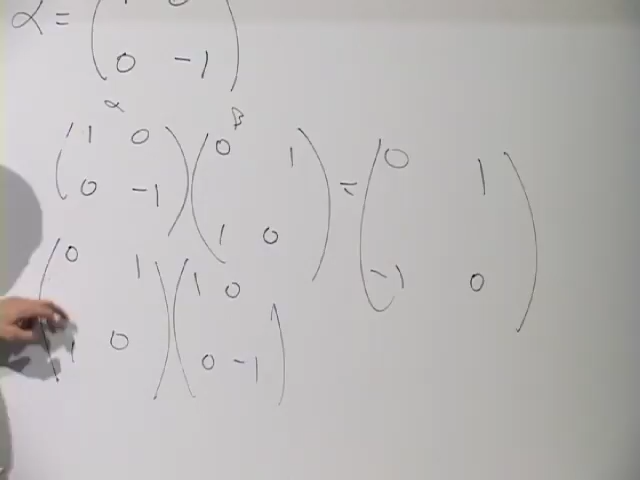 α = ( 1 0
0 -1 )
α β
( 1 0 ) ( 0 1 ) = ( 0 1 )
( 0 -1 ) ( 1 0 ) ( -1 0 )
( 0 1 ) ( 1 0 )
( 1 0 ) ( 0 -1 )